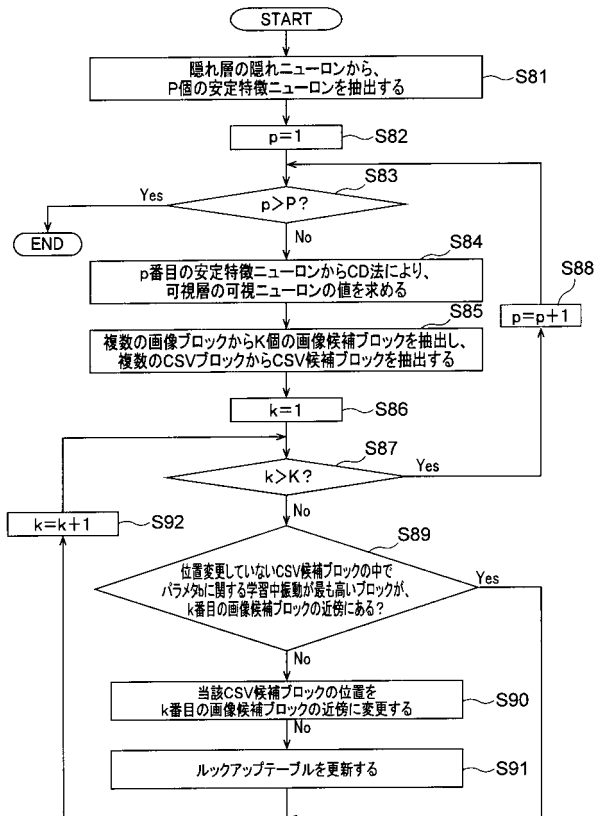 START
隠れ層の隠れニューロンから、
P個の安定特徴ニューロンを抽出する
S81
p=1
S82
S83
p>P?
Yes
END
No
S84
p番目の安定特徴ニューロンからCD法により、
可視層の可視ニューロンの値を求める
S88
p=p+1
S85
複数の画像ブロックからK個の画像候補ブロックを抽出し、
複数のCSVブロックからCSV候補ブロックを抽出する
k=1
S86
S87
k>K?
Yes
No
k=k+1
S92
S89
位置変更していないCSV候補ブロックの中で
パラメタbに関する学習中振動が最も高いブロックが、
k番目の画像候補ブロックの近傍にある?
Yes
No
当該CSV候補ブロックの位置を
k番目の画像候補ブロックの近傍に変更する
S90
No
ルックアップテーブルを更新する
S91